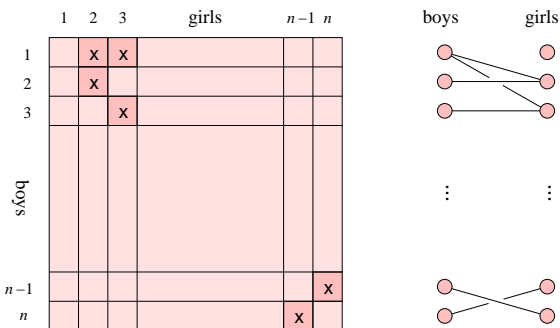 1 2 3 girls n−1 n
boys girls
1 x x
2 x
3 x
boys
⋮ ⋮
n−1 x
n x